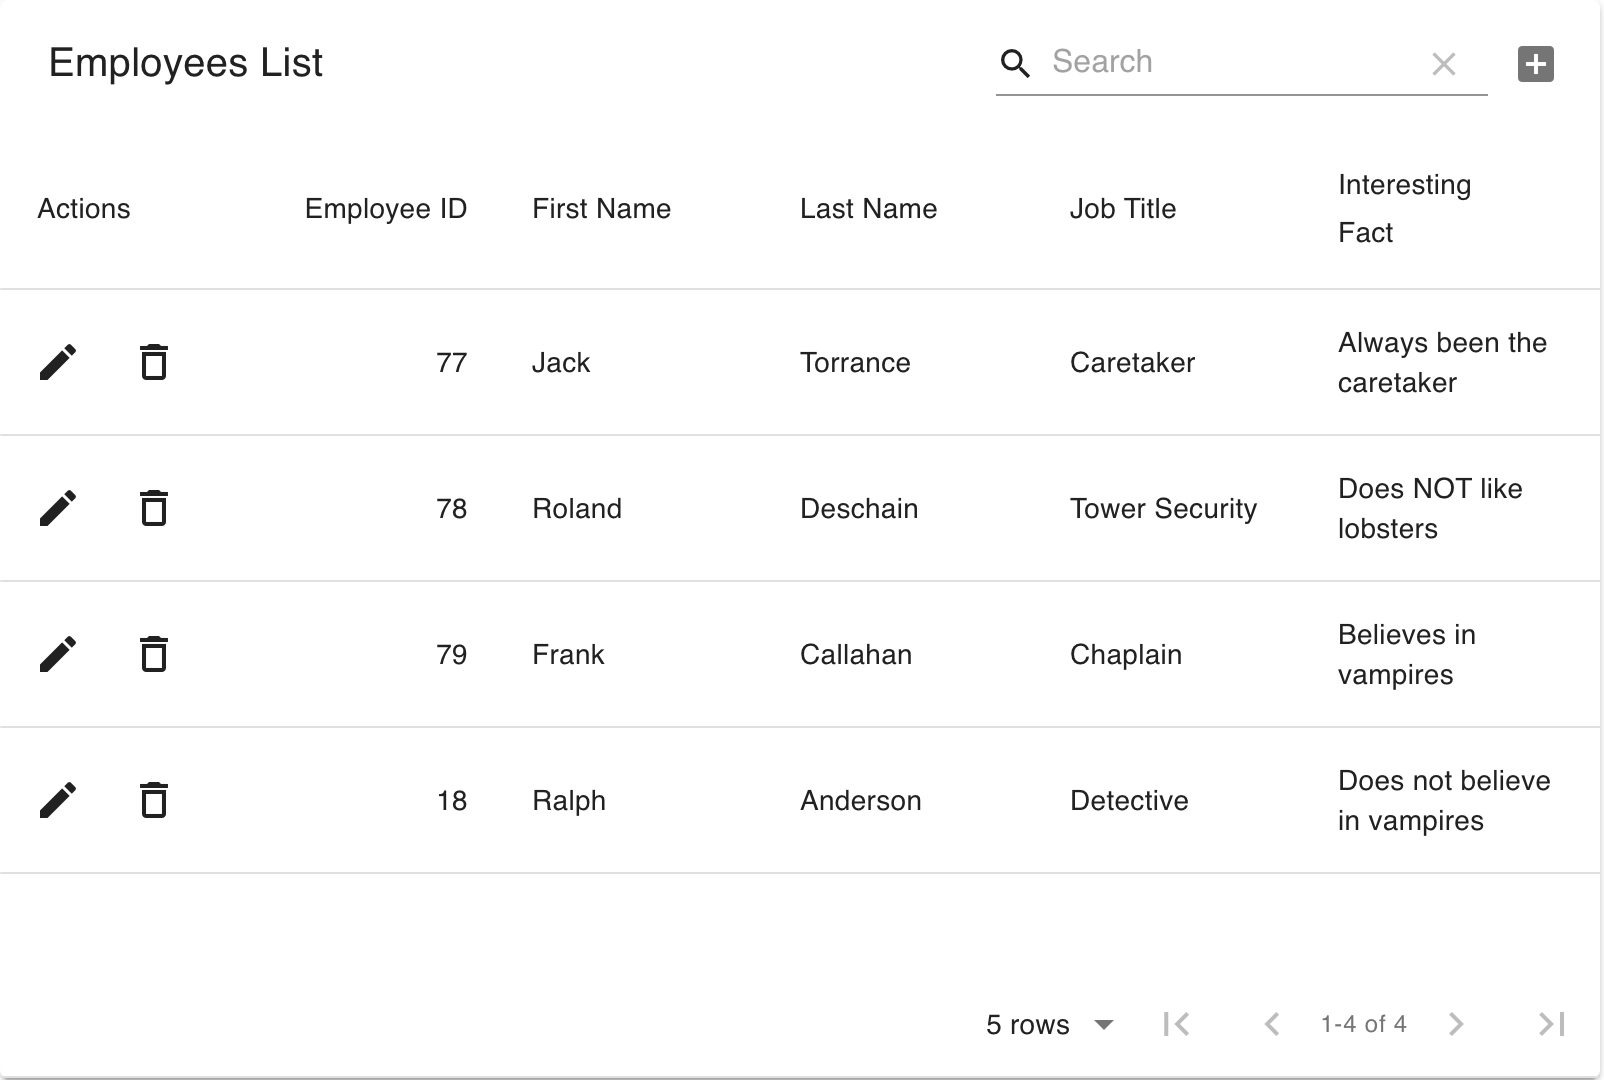 Employees List
Search
Actions Employee ID First Name Last Name Job Title Interesting
Fact
77 Jack Torrance Caretaker Always been the
caretaker
78 Roland Deschain Tower Security Does NOT like
lobsters
79 Frank Callahan Chaplain Believes in
vampires
18 Ralph Anderson Detective Does not believe
in vampires
5 rows 1-4 of 4